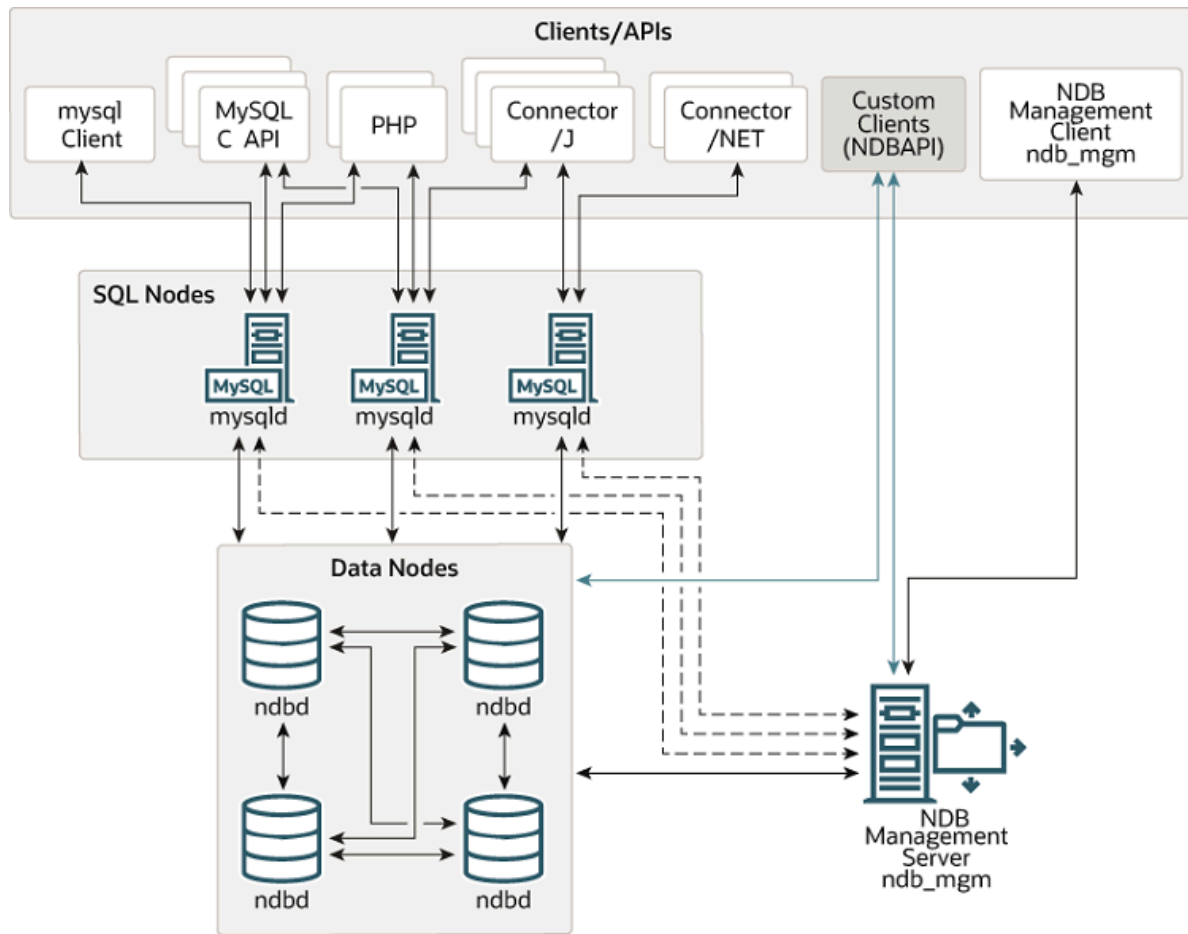 Clients/APIs
mysql
Client
MySQL
C API
PHP
Connector
/J
Connector
/NET
Custom
Clients
(NDBAPI)
NDB
Management
Client
ndb_mgm
SQL Nodes
MySQL
mysqld
MySQL
mysqld
MySQL
mysqld
Data Nodes
ndbd
ndbd
ndbd
ndbd
NDB
Management
Server
ndb_mgm